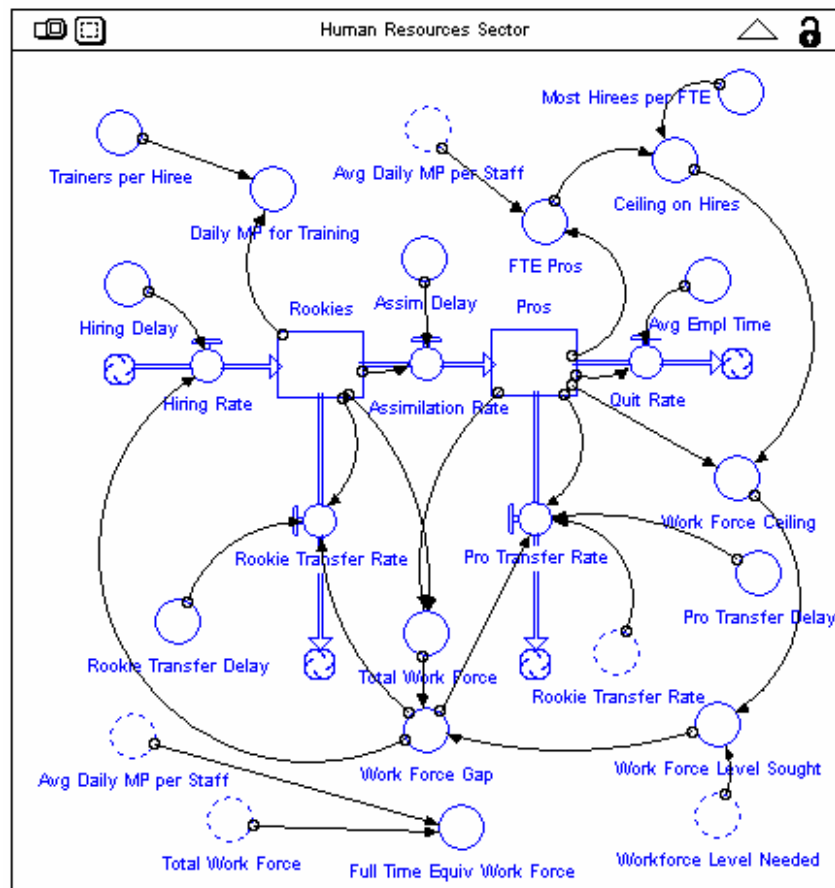 Human Resources Sector
Most Hirees per FTE
Trainers per Hiree
Avg Daily MP per Staff
Ceiling on Hires
Daily MP for Training
FTE Pros
Hiring Delay
Rookies
Assim Delay
Pros
Avg Empl Time
Hiring Rate
Assimilation Rate
Quit Rate
Work Force Ceiling
Rookie Transfer Rate
Pro Transfer Rate
Pro Transfer Delay
Rookie Transfer Delay
Total Work Force
Rookie Transfer Rate
Avg Daily MP per Staff
Work Force Gap
Work Force Level Sought
Total Work Force
Full Time Equiv Work Force
Workforce Level Needed